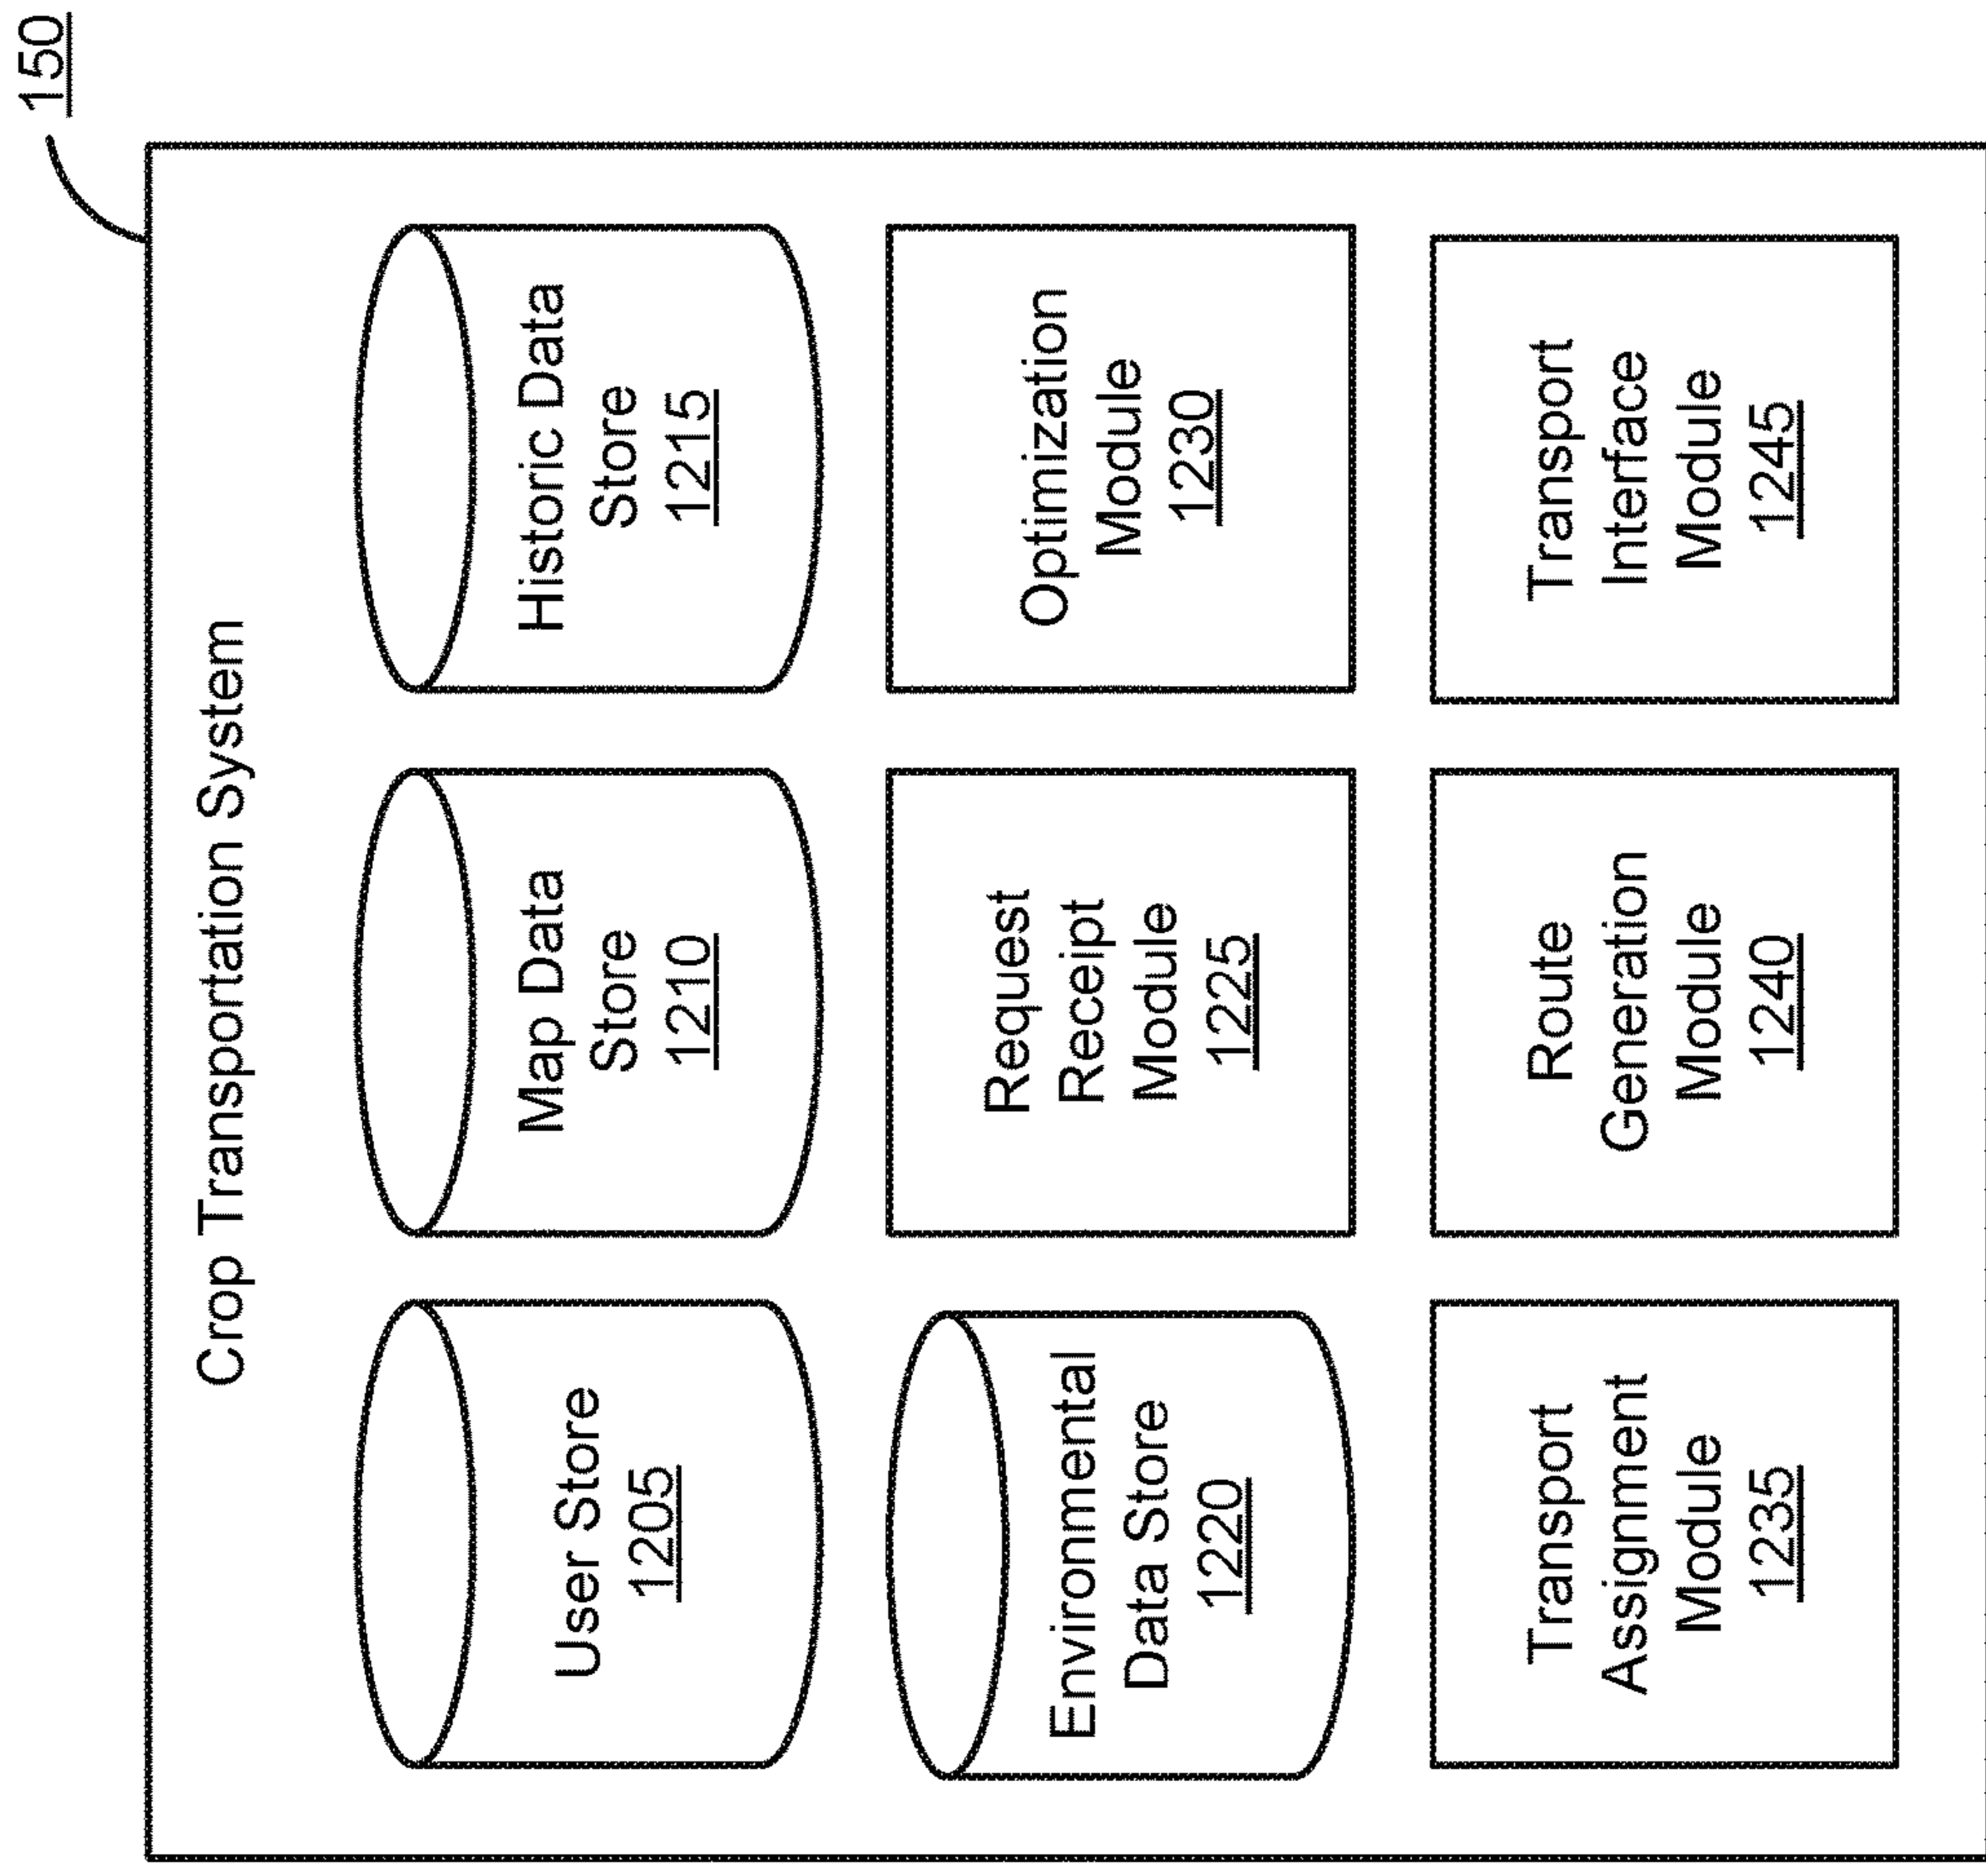 150
Crop Transportation System
User Store
1205
Map Data
Store
1210
Historic Data
Store
1215
Environmental
Data Store
1220
Request
Receipt
Module
1225
Optimization
Module
1230
Transport
Assignment
Module
1235
Route
Generation
Module
1240
Transport
Interface
Module
1245